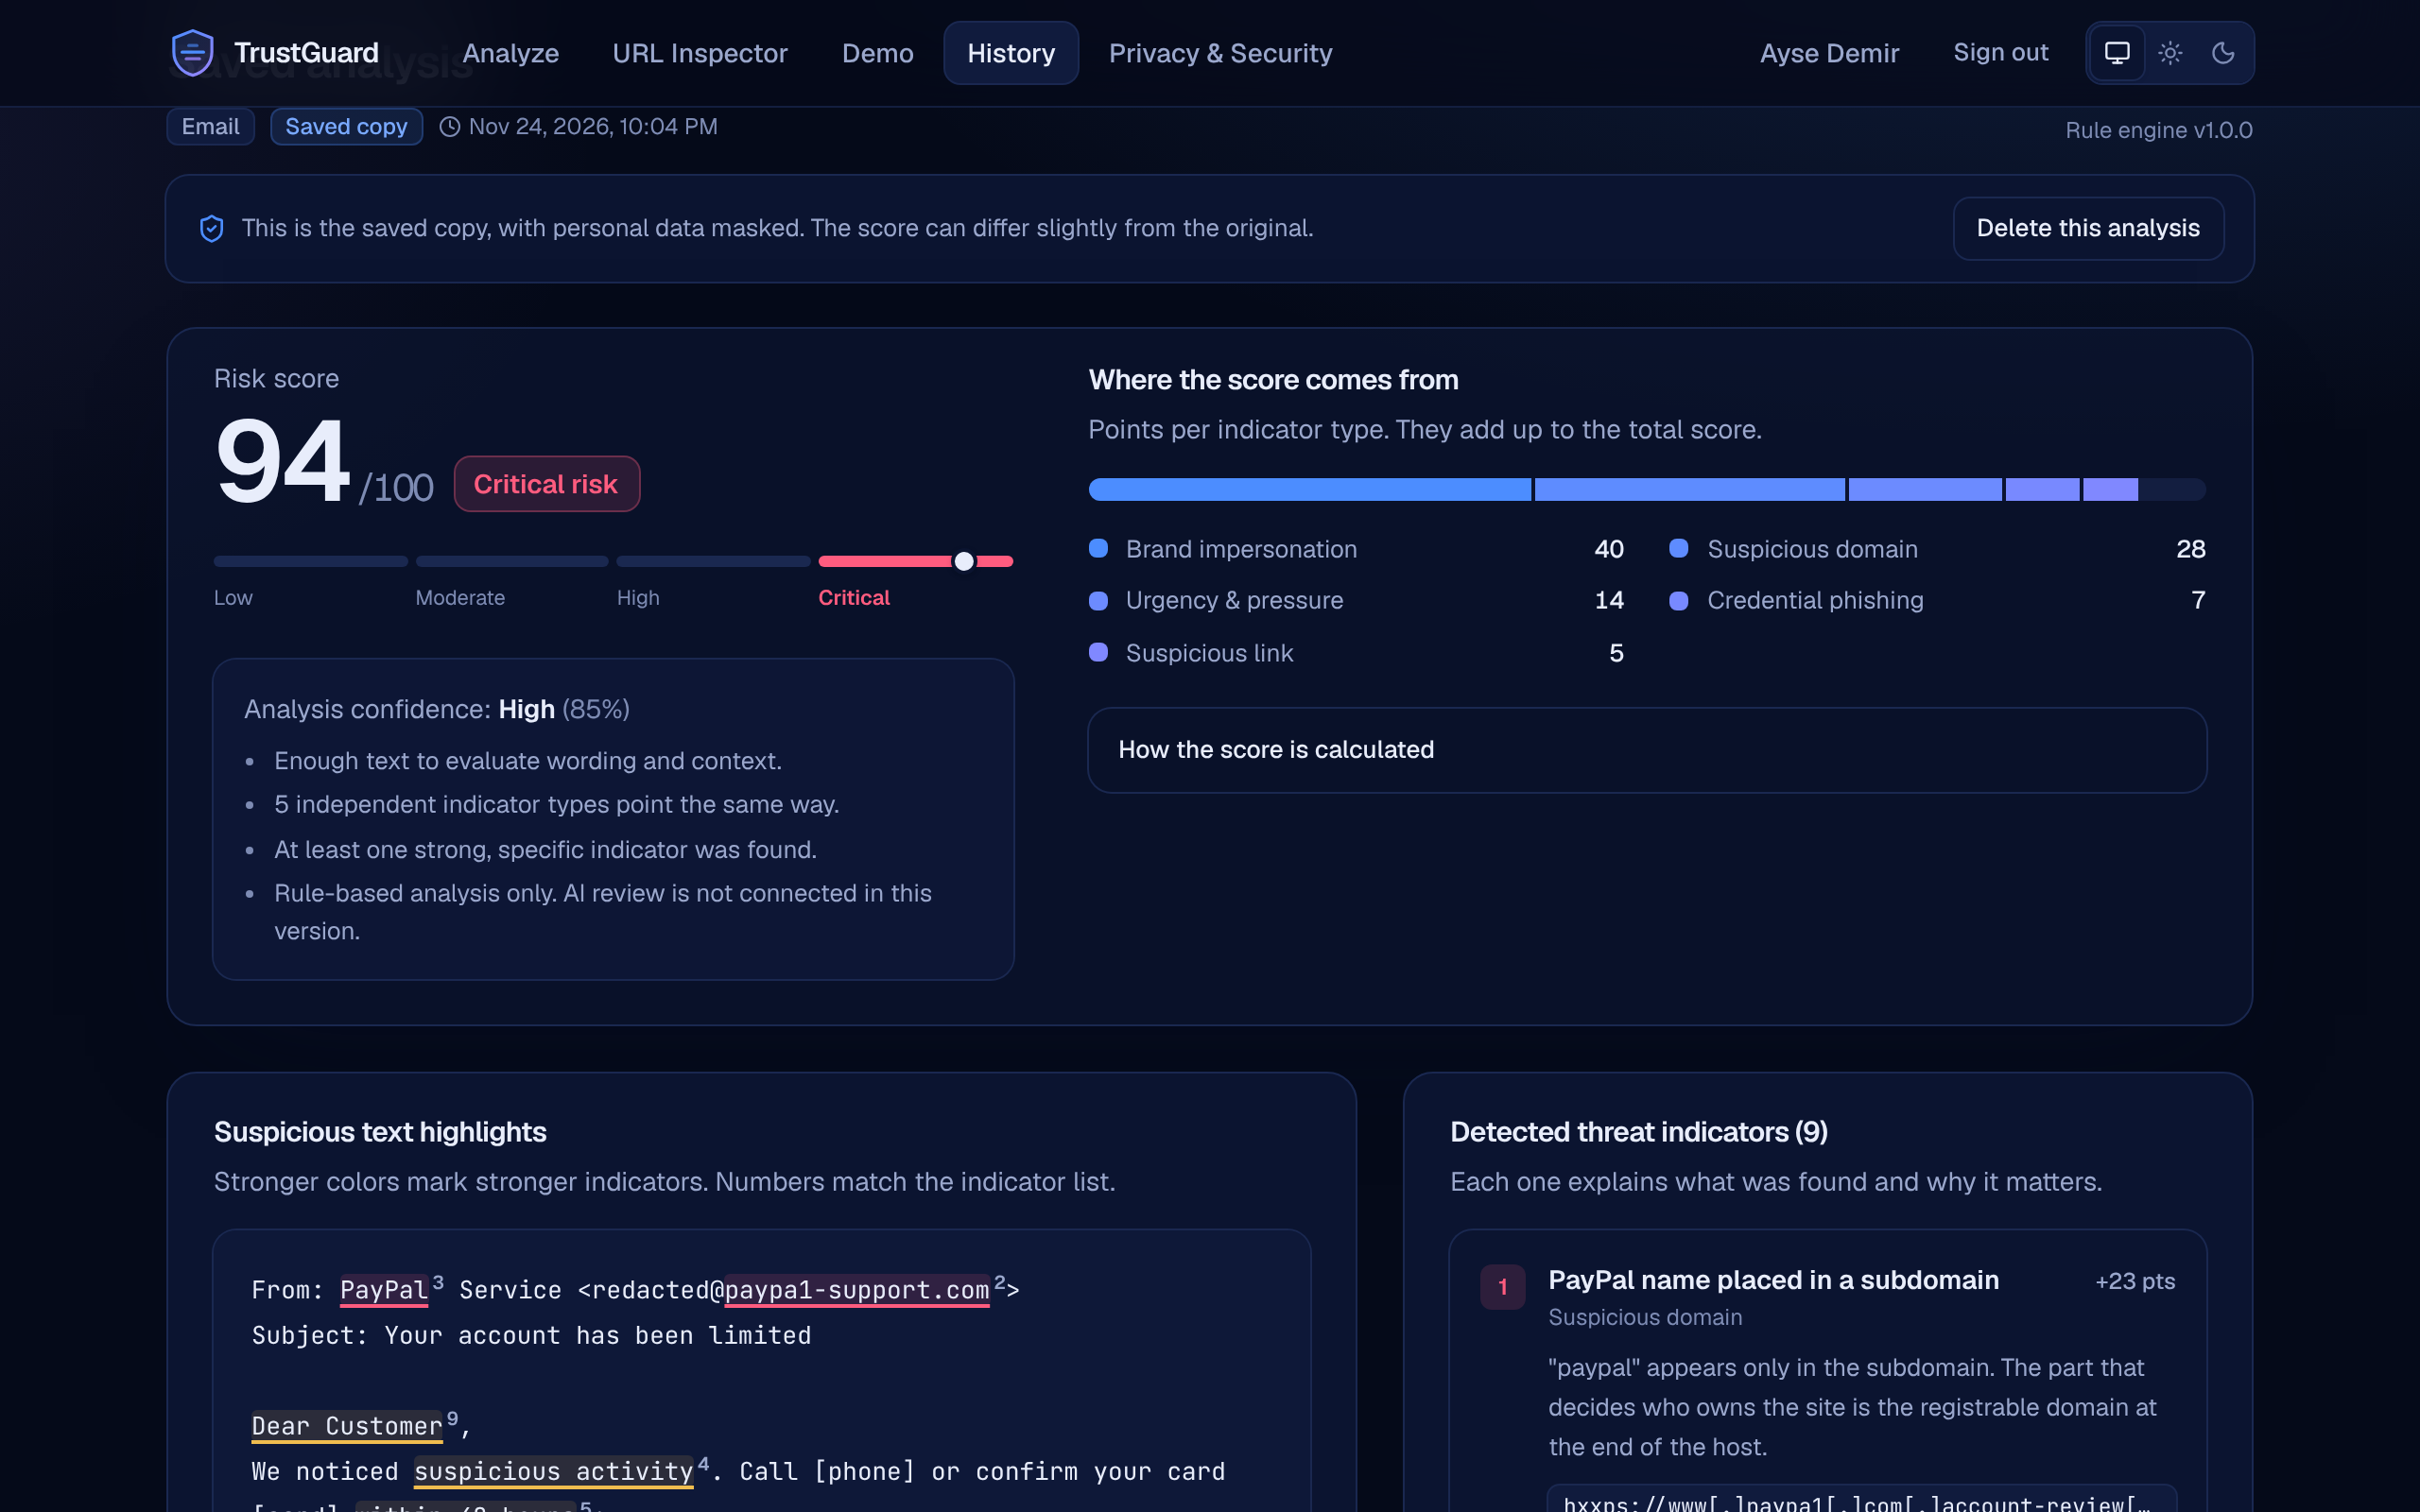 TrustGuard
Analyze
URL Inspector
Demo
History
Privacy & Security
Ayse Demir
Sign out
Saved analysis
Email
Saved copy
Nov 24, 2026, 10:04 PM
Rule engine v1.0.0
This is the saved copy, with personal data masked. The score can differ slightly from the original.
Delete this analysis
Risk score
94 /100 Critical risk
Low Moderate High Critical
Analysis confidence: High (85%)
• Enough text to evaluate wording and context.
• 5 independent indicator types point the same way.
• At least one strong, specific indicator was found.
• Rule-based analysis only. AI review is not connected in this
version.
Where the score comes from
Points per indicator type. They add up to the total score.
Brand impersonation 40
Suspicious domain 28
Urgency & pressure 14
Credential phishing 7
Suspicious link 5
How the score is calculated
Suspicious text highlights
Stronger colors mark stronger indicators. Numbers match the indicator list.
From: PayPal3 Service <redacted@paypa1-support.com2>
Subject: Your account has been limited
Dear Customer9,
We noticed suspicious activity4. Call [phone] or confirm your card
Detected threat indicators (9)
Each one explains what was found and why it matters.
1 PayPal name placed in a subdomain +23 pts
Suspicious domain
"paypal" appears only in the subdomain. The part that
decides who owns the site is the registrable domain at
the end of the host.
hxxps://www[.]paypa1[.]com[.]account-review[…